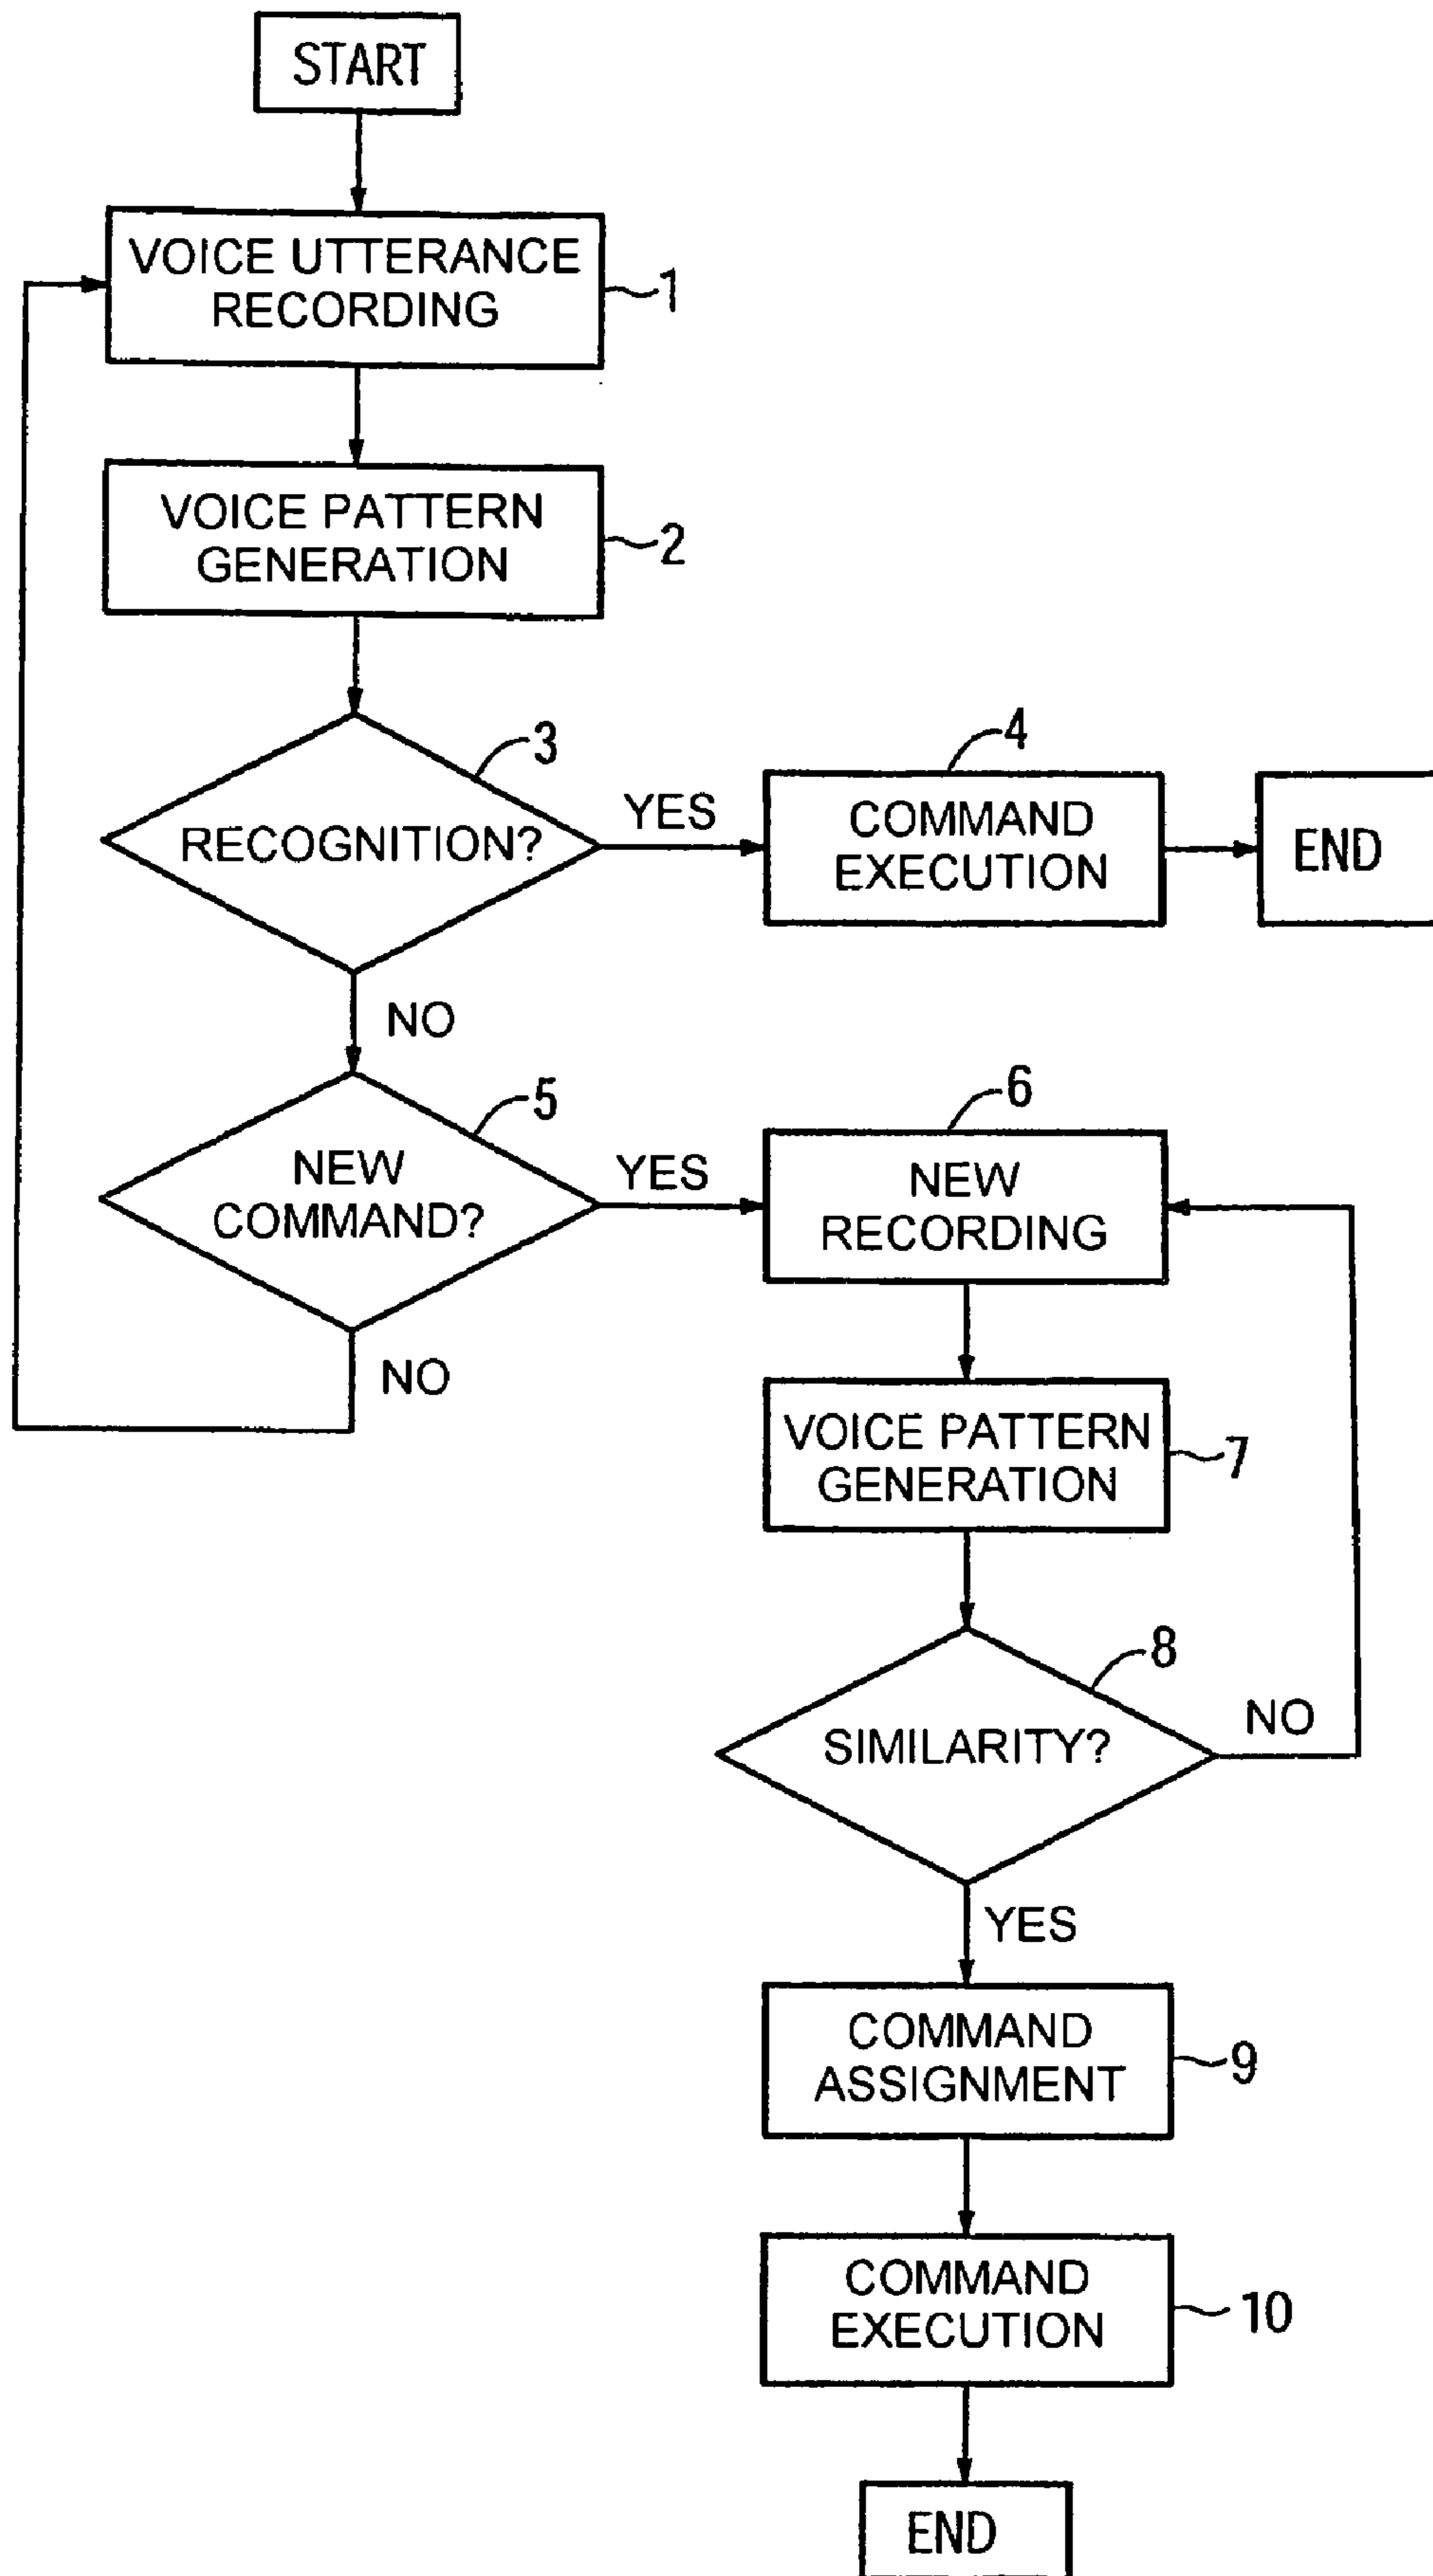 START
VOICE UTTERANCE
RECORDING
1
VOICE PATTERN
GENERATION
2
3
RECOGNITION?
YES
4
COMMAND
EXECUTION
END
NO
5
NEW
COMMAND?
YES
NO
6
NEW
RECORDING
VOICE PATTERN
GENERATION
7
8
SIMILARITY?
NO
YES
COMMAND
ASSIGNMENT
9
COMMAND
EXECUTION
10
END